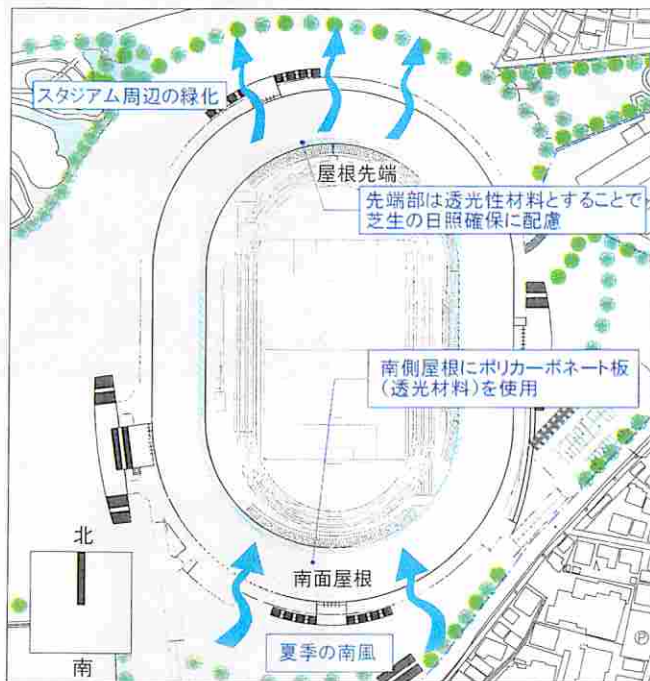 スタジアム周辺の緑化
屋根先端
先端部は透光性材料とすることで
芝生の日照確保に配慮
南側屋根にポリカーボネート板
(透光材料)を使用
北
南面屋根
南
夏季の南風
P